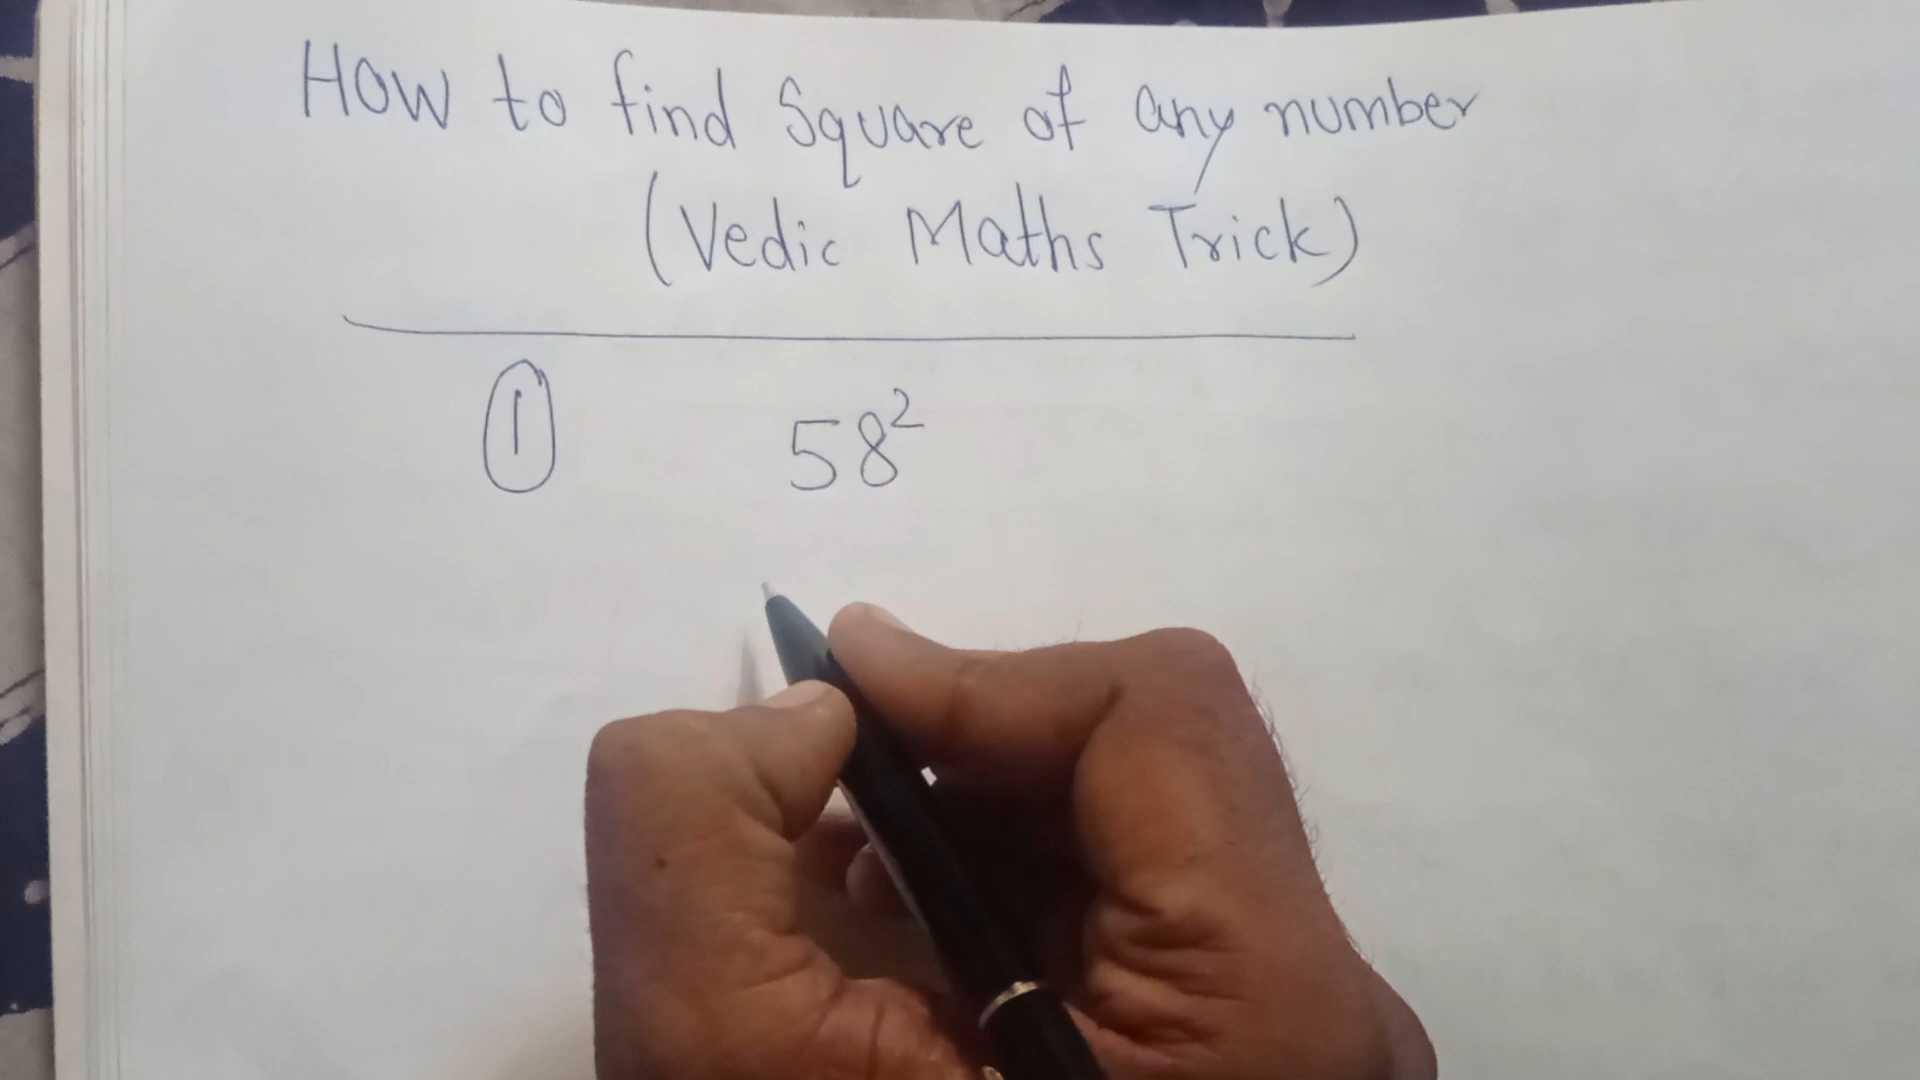 How to find Square of any number
(Vedic Maths Trick)
① 58²